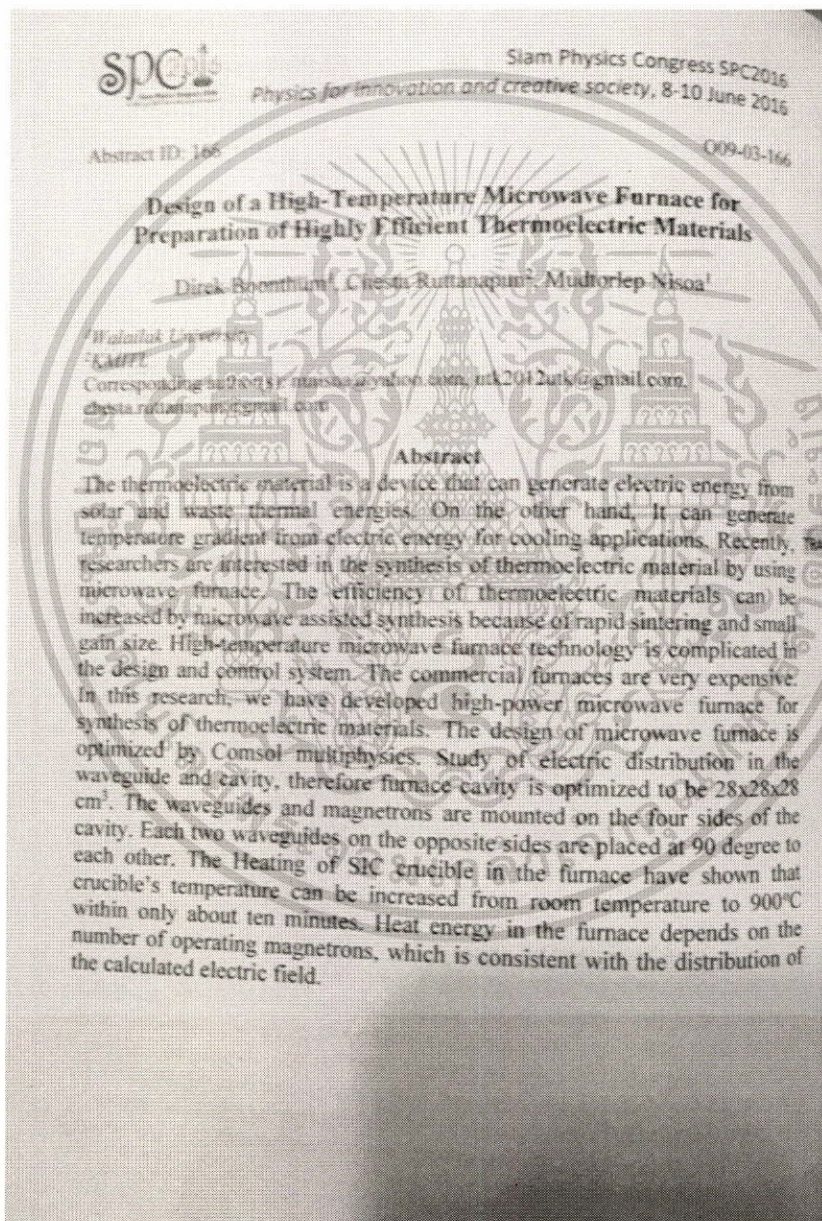 SPC2016
Siam Physics Congress SPC2016
Physics for innovation and creative society, 8-10 June 2016
Abstract ID: 166
O09-03-166
Design of a High-Temperature Microwave Furnace for
Preparation of Highly Efficient Thermoelectric Materials
Direk Boonthum¹, Chesta Ruttanapun², Mudtorlep Nisoa¹
¹Walailak University
²KMITL
Corresponding author(s): utk2012utk@gmail.com,
chesta.ruttanapun@gmail.com
Abstract
The thermoelectric material is a device that can generate electric energy from
solar and waste thermal energies. On the other hand, It can generate
temperature gradient from electric energy for cooling applications. Recently,
researchers are interested in the synthesis of thermoelectric material by using
microwave furnace. The efficiency of thermoelectric materials can be
increased by microwave assisted synthesis because of rapid sintering and small
gain size. High-temperature microwave furnace technology is complicated in
the design and control system. The commercial furnaces are very expensive.
In this research, we have developed high-power microwave furnace for
synthesis of thermoelectric materials. The design of microwave furnace is
optimized by Comsol multiphysics. Study of electric distribution in the
waveguide and cavity, therefore furnace cavity is optimized to be 28x28x28
cm³. The waveguides and magnetrons are mounted on the four sides of the
cavity. Each two waveguides on the opposite sides are placed at 90 degree to
each other. The Heating of SIC crucible in the furnace have shown that
crucible's temperature can be increased from room temperature to 900°C
within only about ten minutes. Heat energy in the furnace depends on the
number of operating magnetrons, which is consistent with the distribution of
the calculated electric field.